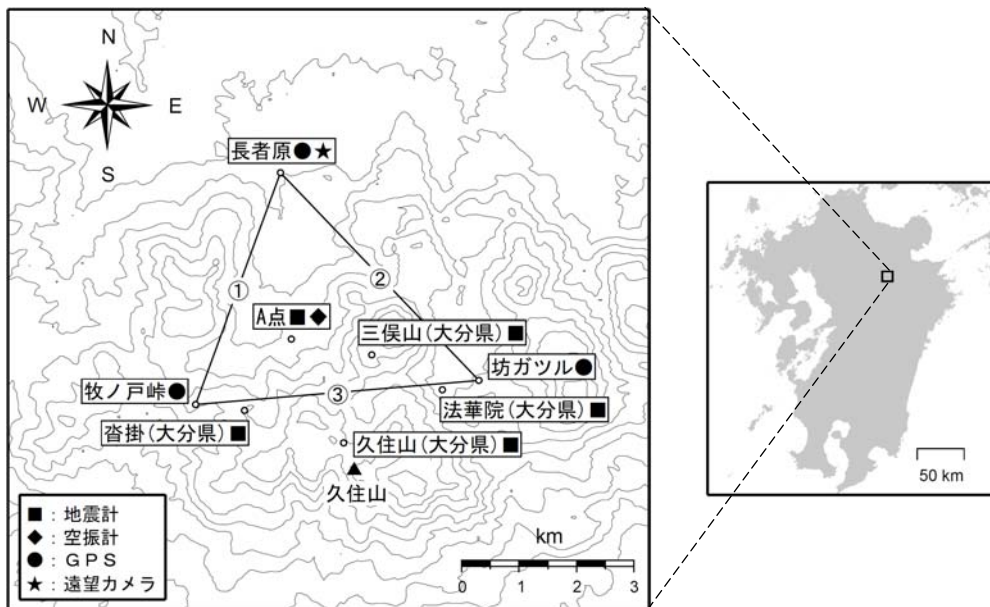 N
W E
S
長者原●★
①
②
A点■◆
三俣山(大分県)■
坊ガツル●
牧ノ戸峠●
③
法華院(大分県)■
沓掛(大分県)■
久住山(大分県)■
久住山
■:地震計
◆:空振計
●:GPS
★:遠望カメラ
km
0 1 2 3
50 km